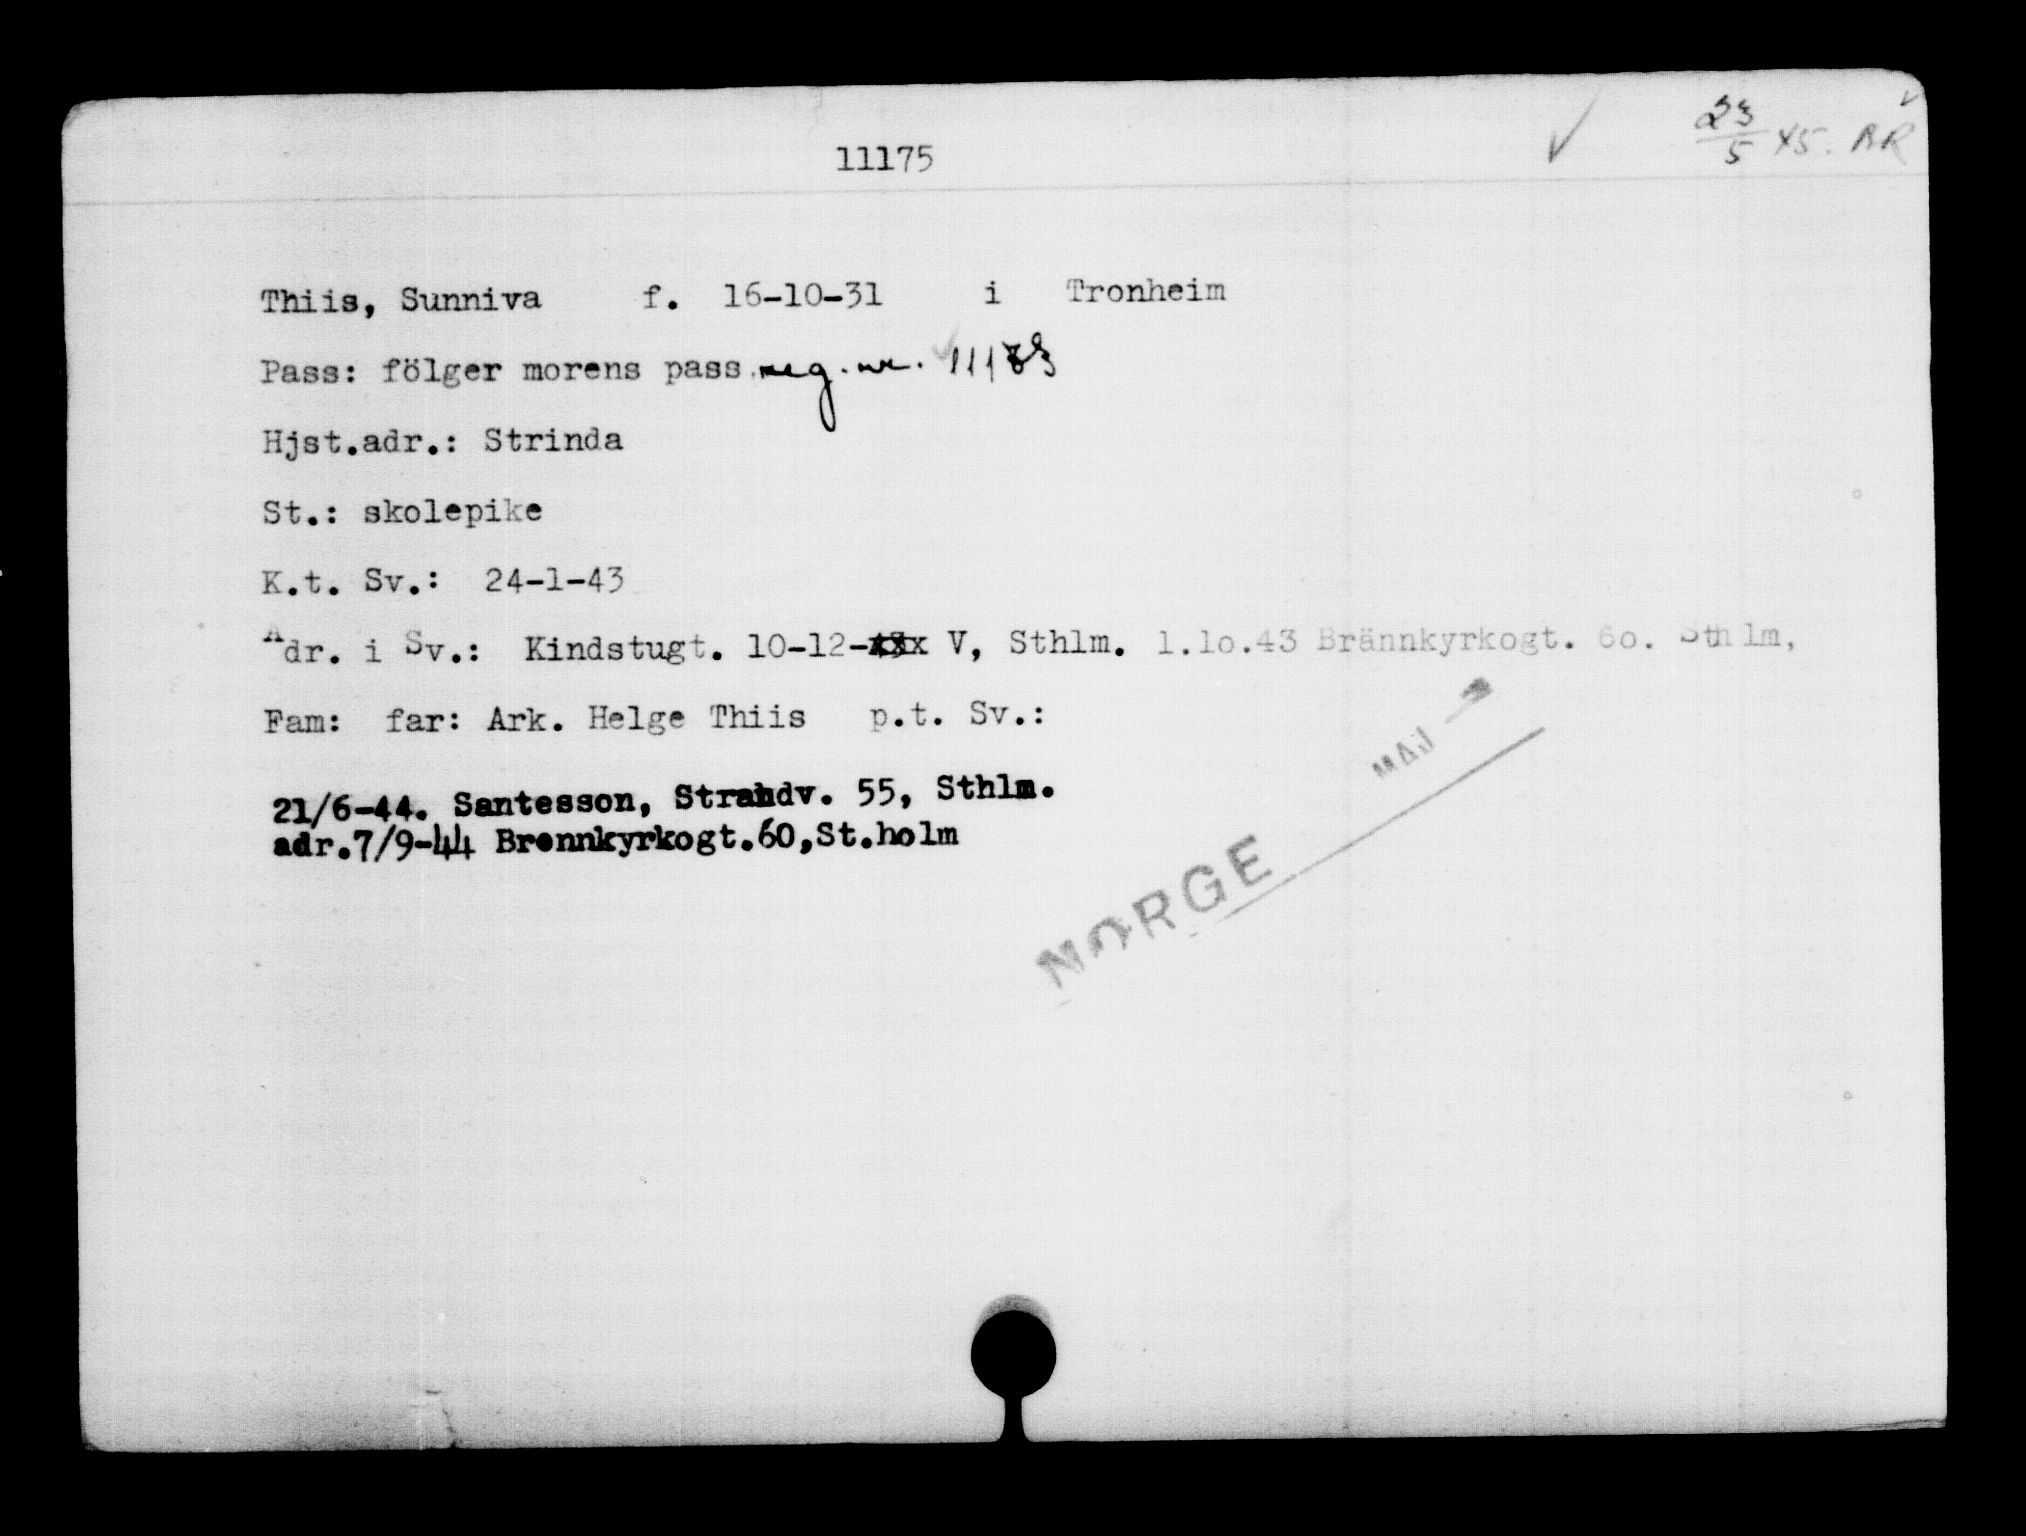 23/5 45. BR
11175
Thiis, Sunniva f. 16-10-31 i Tronheim
Pass: fölger morens pass reg. nr.
Hjst.adr.: Strinda
St.: skolepike
K.t. Sv.: 24-1-43
Adr. i Sv.: Kindstugt. 10-12- V, Sthlm. 1.10.43 Brännkyrkogt. 60. Sthlm,
Fam: far: Ark. Helge Thiis p.t. Sv.:
MAJ
21/6-44. Santesson, Strandv. 55, Sthlm.
adr.7/9-44 Brennkyrkogt.60,St.holm
NORGE